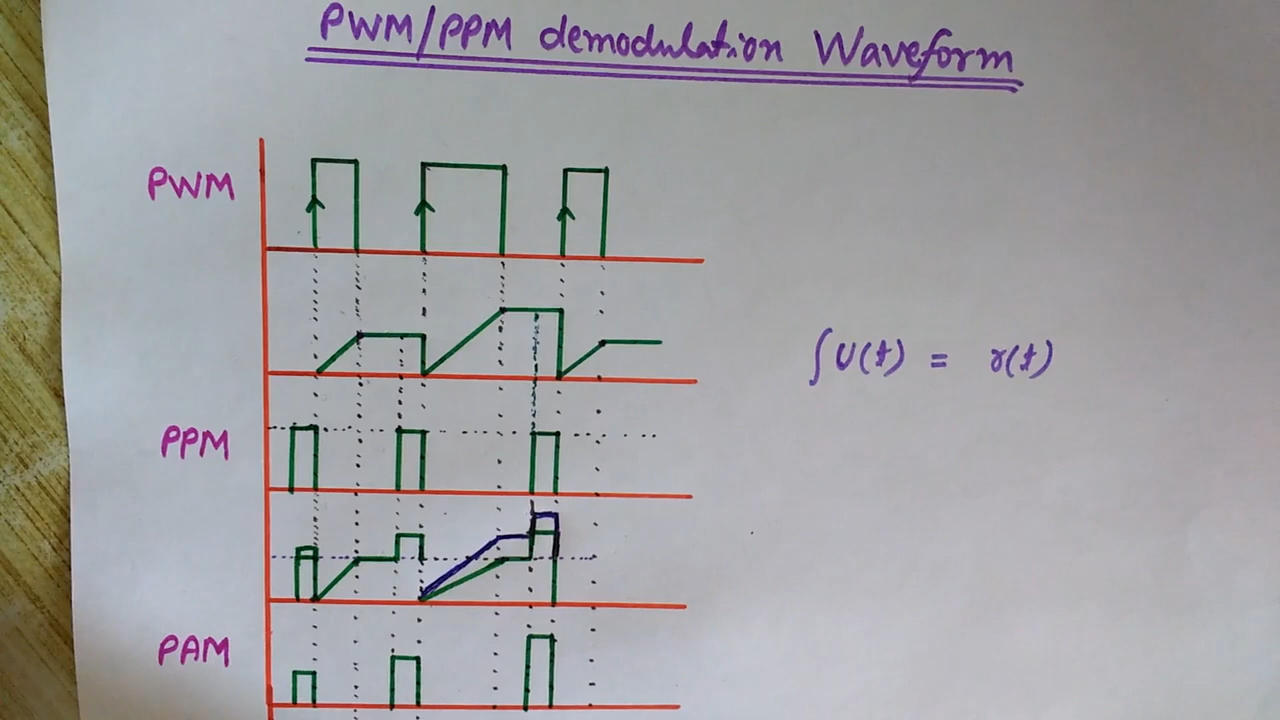 PWM/PPM demodulation Waveform
PWM
∫U(t) = r(t)
PPM
PAM